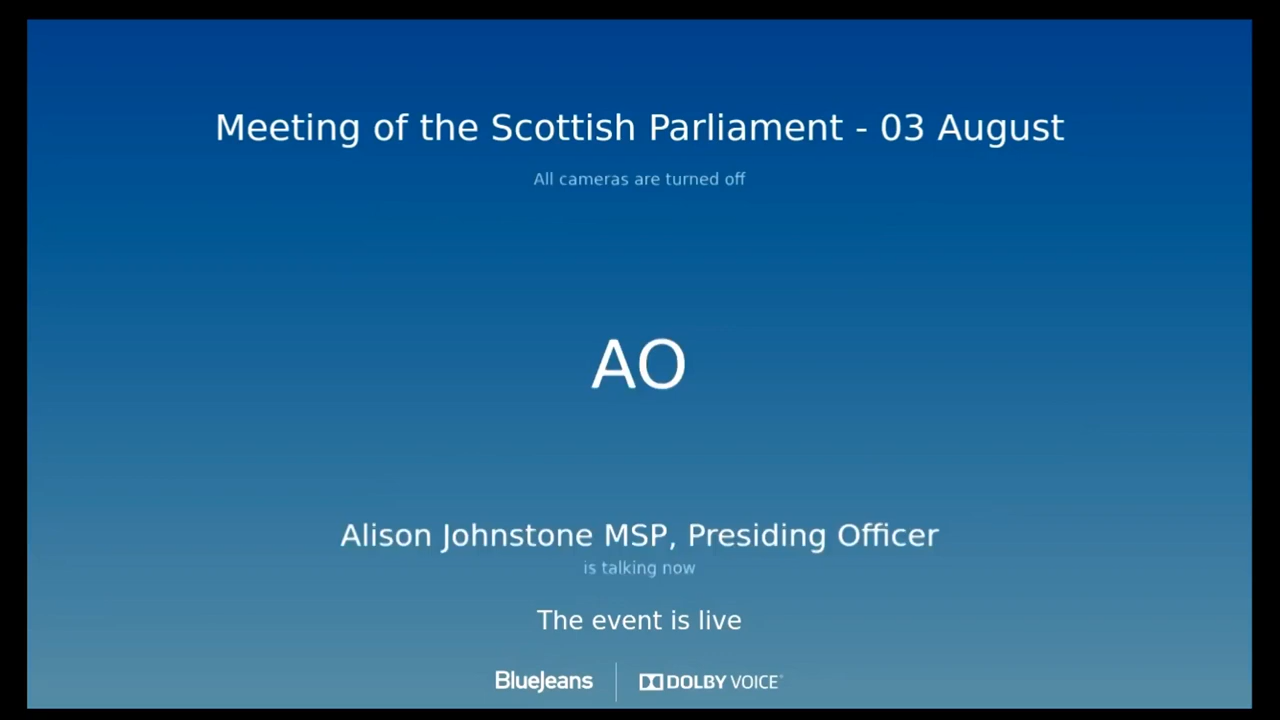 Meeting of the Scottish Parliament - 03 August
All cameras are turned off
AO
Alison Johnstone MSP, Presiding Officer
is talking now
The event is live
BlueJeans DOLBY VOICE